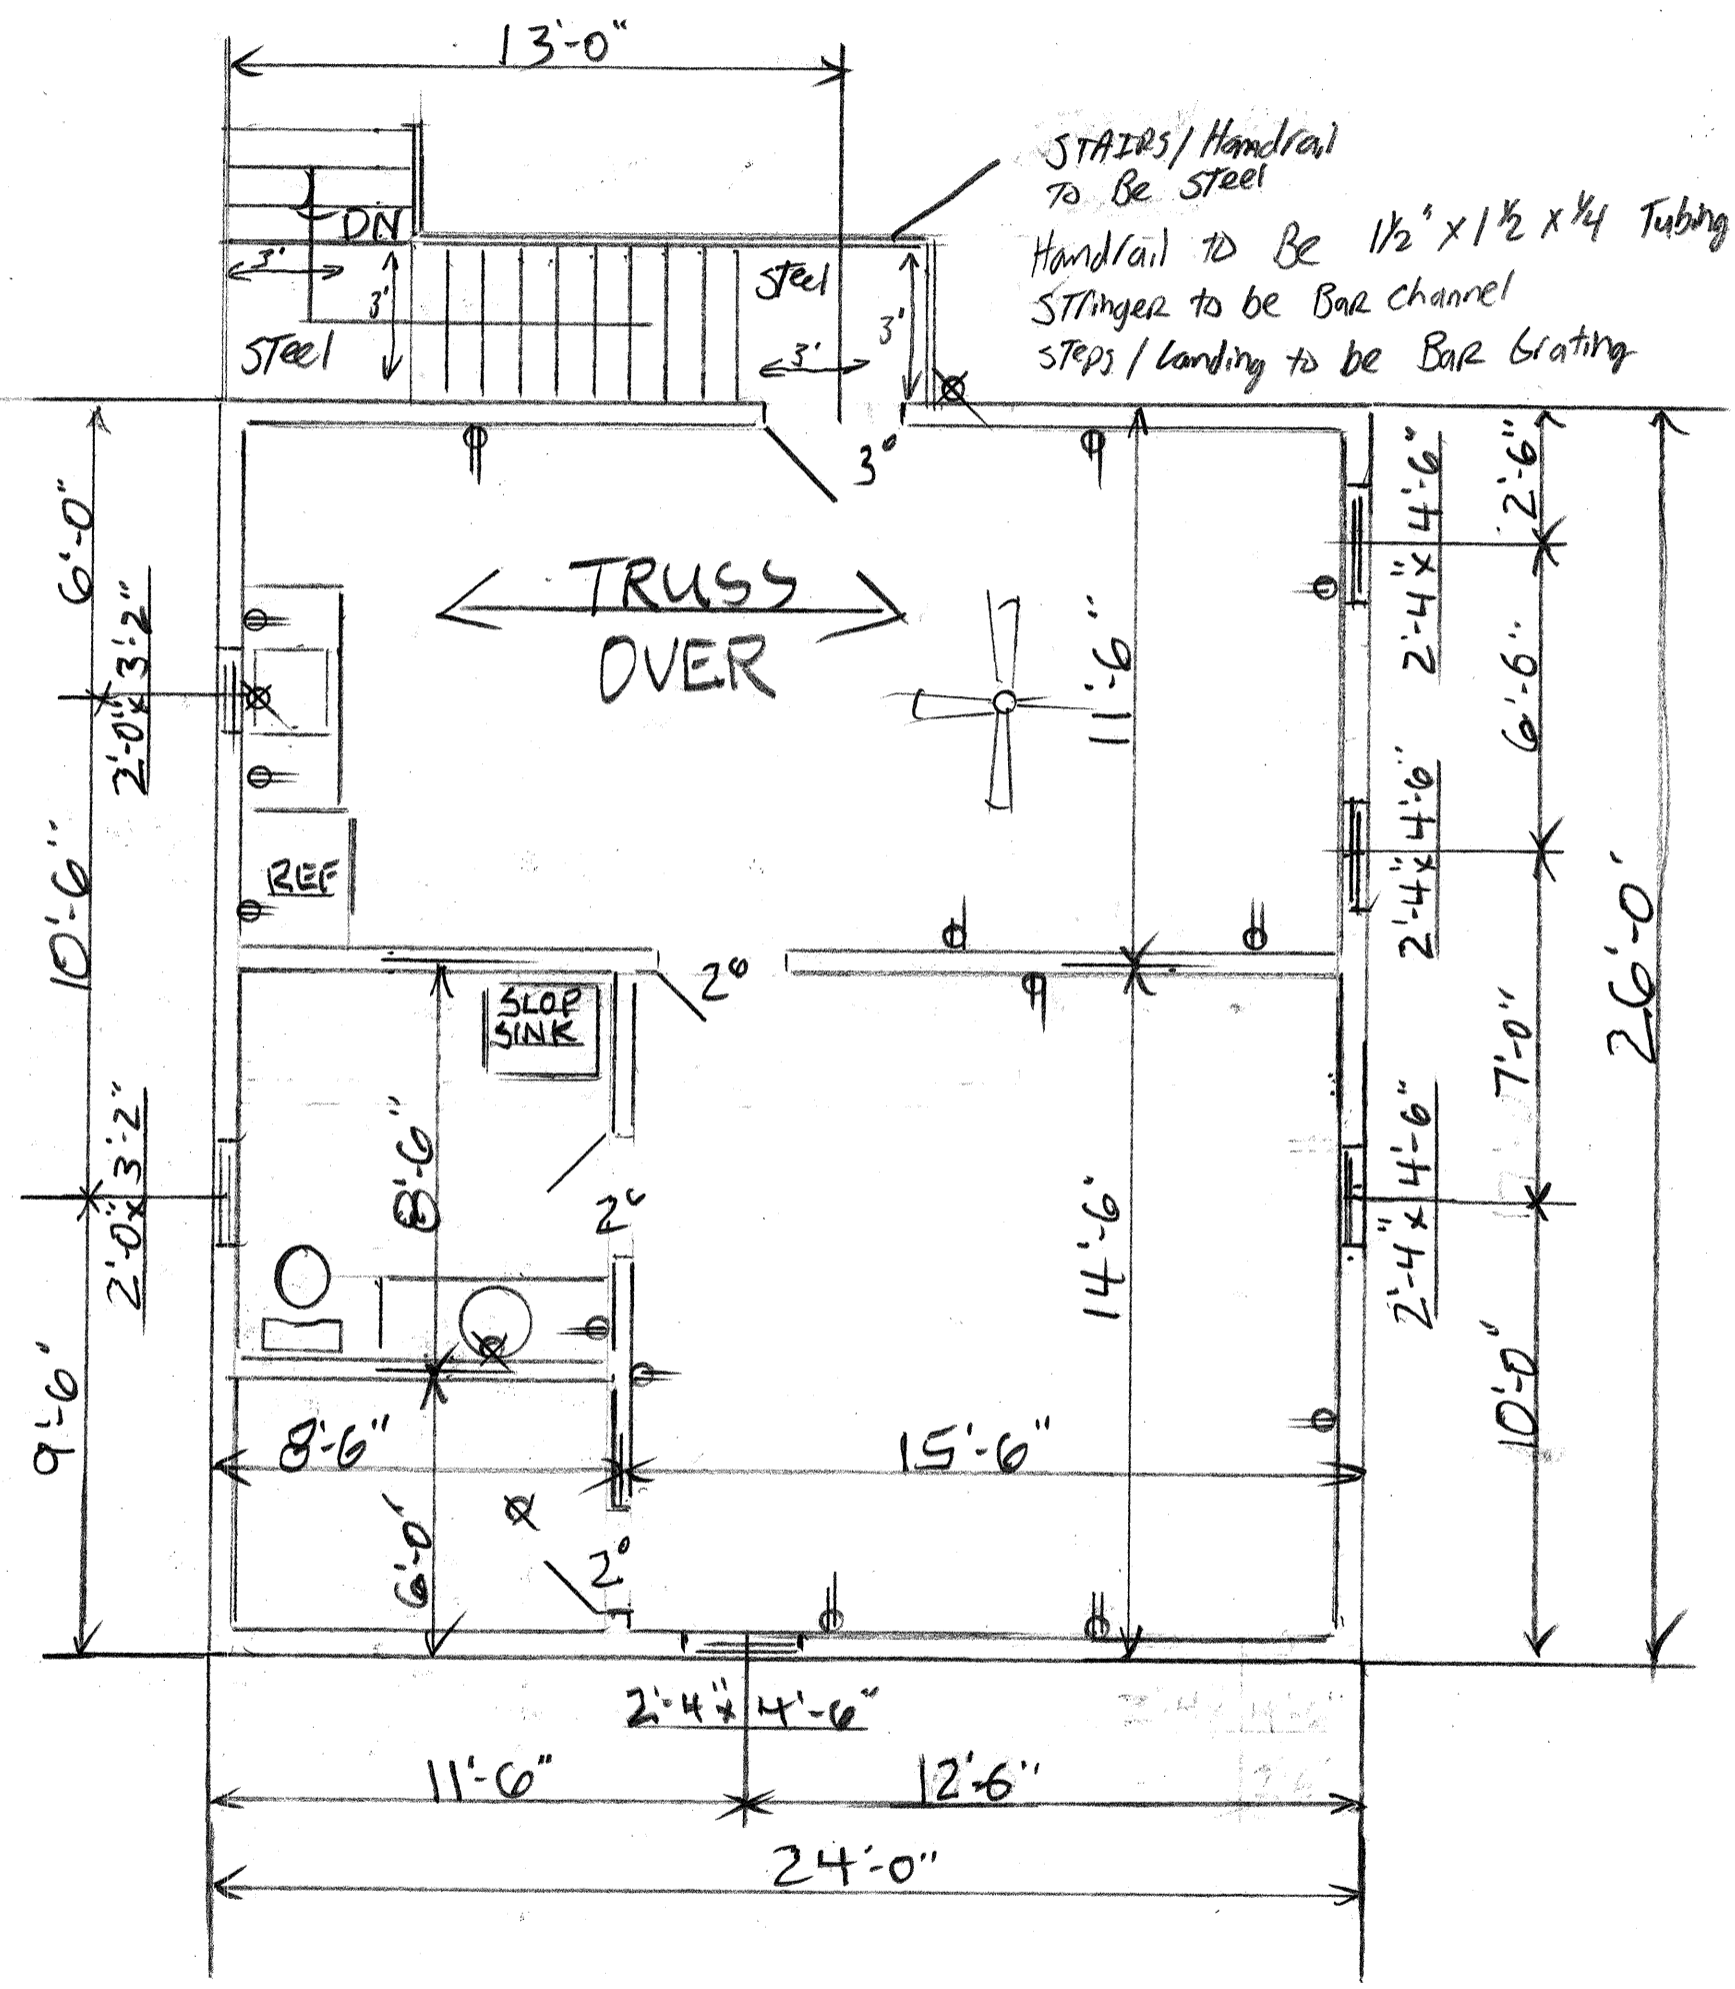 13'-0"
STAIRS/Handrail
To Be Steel
Handrail to Be 1½" x 1½ x ¼ Tubing
Stringer to be Bar Channel
Steps / Landing to be Bar Grating
DN
3'
3'
Steel
Steel
3'
3'
3⁰
6'-0"
2'-0" x 3'-2"
10'-6"
2'-0" x 3'-2"
9'-6"
TRUSS
OVER
11'-6"
REF
2⁰
SLOP
SINK
8'-6"
2⁰
14'-6"
8'-6"
15'-6"
6'-0"
2⁰
2'-4" x 4'-6"
2'-6"
6'-6"
2'-4" x 4'-6"
7'-0"
26'-0"
2'-4" x 4'-6"
10'-0"
2'-4" x 4'-6"
11'-6"
12'-6"
24'-0"